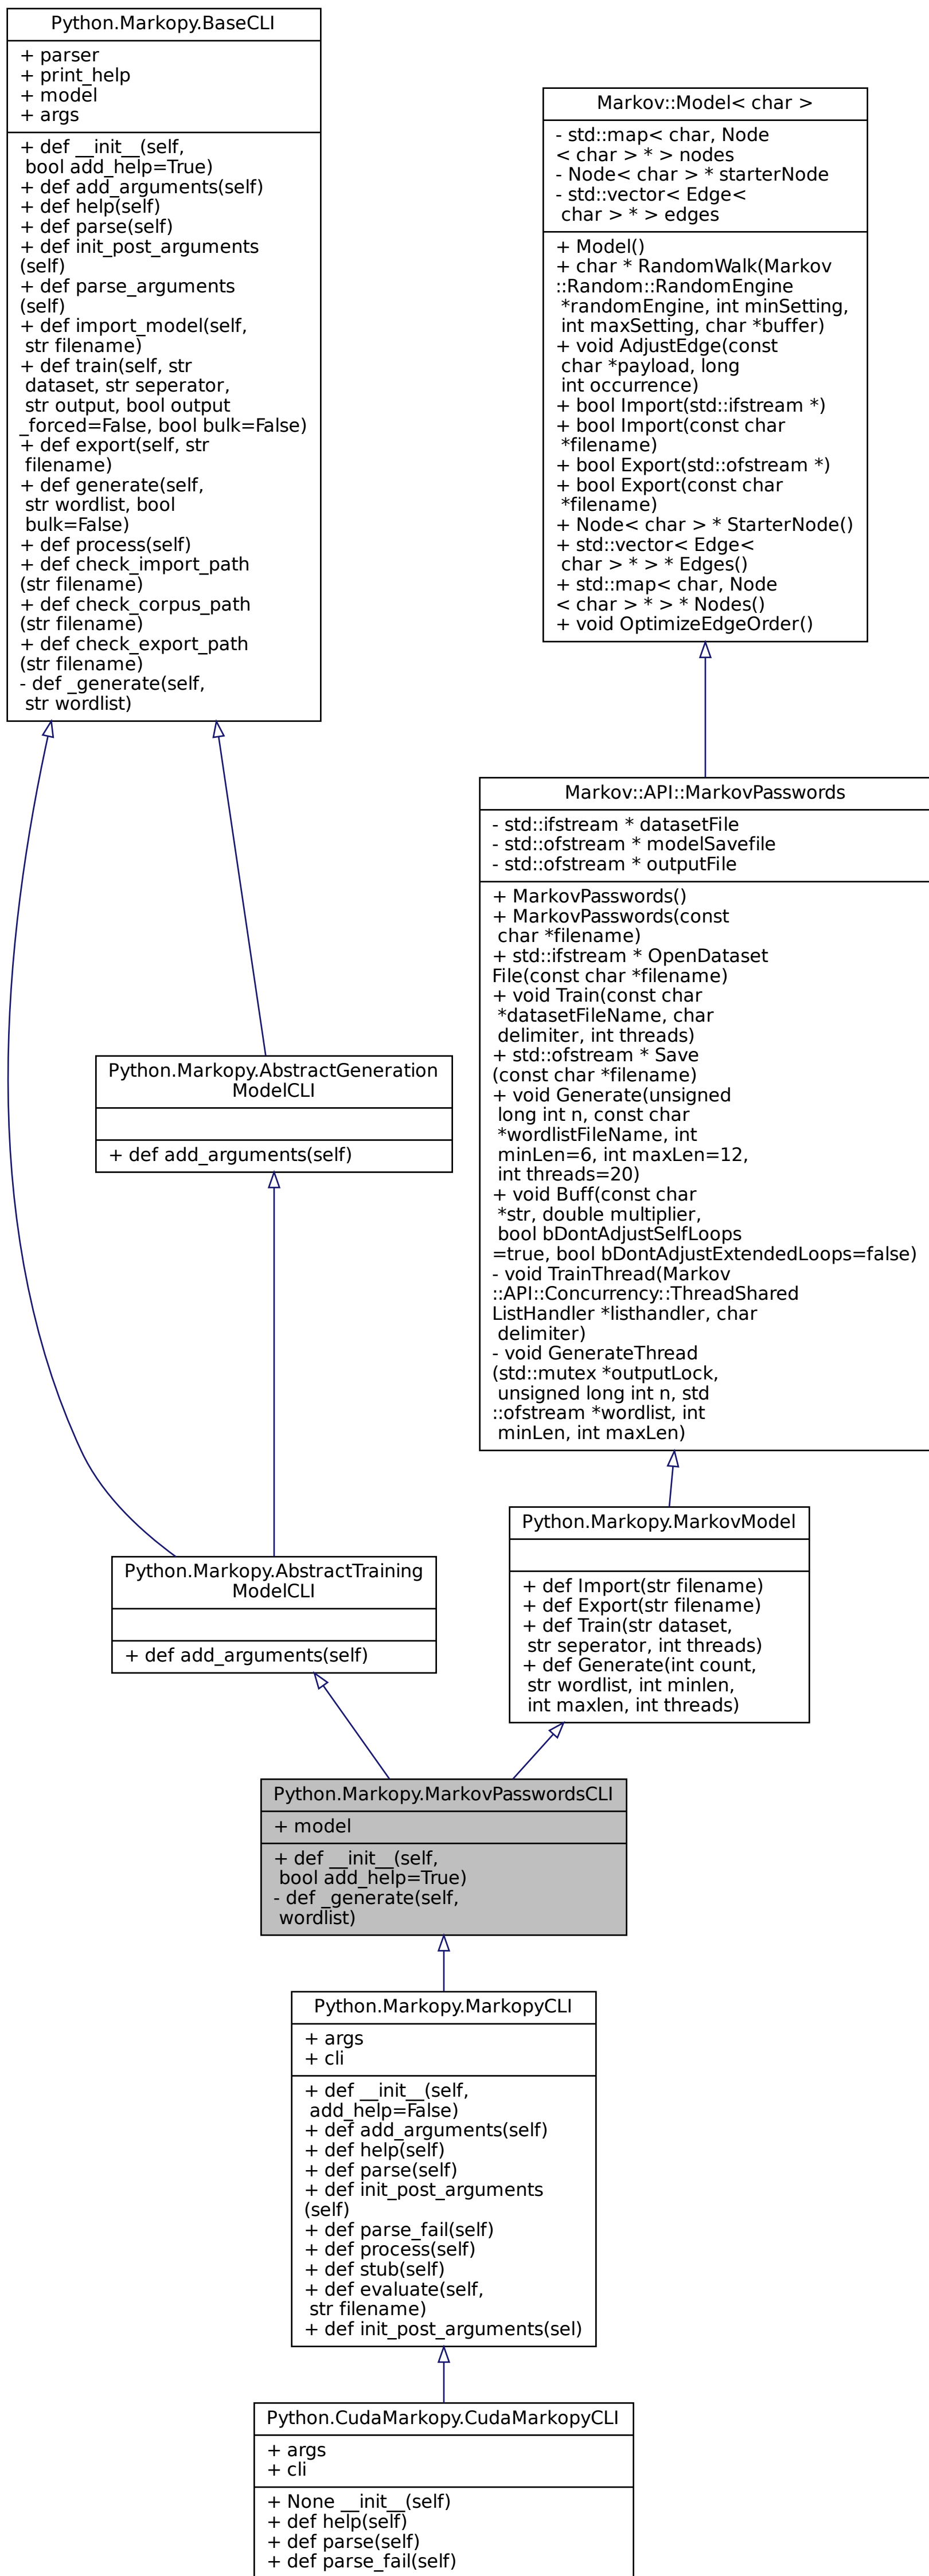 Python.Markopy.BaseCLI
+ parser
+ print_help
+ model
+ args
+ def __init__(self,
bool add_help=True)
+ def add_arguments(self)
+ def help(self)
+ def parse(self)
+ def init_post_arguments
(self)
+ def parse_arguments
(self)
+ def import_model(self,
str filename)
+ def train(self, str
dataset, str seperator,
str output, bool output
_forced=False, bool bulk=False)
+ def export(self, str
filename)
+ def generate(self,
str wordlist, bool
bulk=False)
+ def process(self)
+ def check_import_path
(str filename)
+ def check_corpus_path
(str filename)
+ def check_export_path
(str filename)
- def _generate(self,
str wordlist)
Markov::Model< char >
- std::map< char, Node
< char > * > nodes
- Node< char > * starterNode
- std::vector< Edge<
char > * > edges
+ Model()
+ char * RandomWalk(Markov
::Random::RandomEngine
*randomEngine, int minSetting,
int maxSetting, char *buffer)
+ void AdjustEdge(const
char *payload, long
int occurrence)
+ bool Import(std::ifstream *)
+ bool Import(const char
*filename)
+ bool Export(std::ofstream *)
+ bool Export(const char
*filename)
+ Node< char > * StarterNode()
+ std::vector< Edge<
char > * > * Edges()
+ std::map< char, Node
< char > * > * Nodes()
+ void OptimizeEdgeOrder()
Markov::API::MarkovPasswords
- std::ifstream * datasetFile
- std::ofstream * modelSavefile
- std::ofstream * outputFile
+ MarkovPasswords()
+ MarkovPasswords(const
char *filename)
+ std::ifstream * OpenDataset
File(const char *filename)
+ void Train(const char
*datasetFileName, char
delimiter, int threads)
+ std::ofstream * Save
(const char *filename)
+ void Generate(unsigned
long int n, const char
*wordlistFileName, int
minLen=6, int maxLen=12,
int threads=20)
+ void Buff(const char
*str, double multiplier,
bool bDontAdjustSelfLoops
=true, bool bDontAdjustExtendedLoops=false)
- void TrainThread(Markov
::API::Concurrency::ThreadShared
ListHandler *listhandler, char
delimiter)
- void GenerateThread
(std::mutex *outputLock,
unsigned long int n, std
::ofstream *wordlist, int
minLen, int maxLen)
Python.Markopy.AbstractGeneration
ModelCLI
+ def add_arguments(self)
Python.Markopy.AbstractTraining
ModelCLI
+ def add_arguments(self)
Python.Markopy.MarkovModel
+ def Import(str filename)
+ def Export(str filename)
+ def Train(str dataset,
str seperator, int threads)
+ def Generate(int count,
str wordlist, int minlen,
int maxlen, int threads)
Python.Markopy.MarkovPasswordsCLI
+ model
+ def __init__(self,
bool add_help=True)
- def _generate(self,
wordlist)
Python.Markopy.MarkopyCLI
+ args
+ cli
+ def __init__(self,
add_help=False)
+ def add_arguments(self)
+ def help(self)
+ def parse(self)
+ def init_post_arguments
(self)
+ def parse_fail(self)
+ def process(self)
+ def stub(self)
+ def evaluate(self,
str filename)
+ def init_post_arguments(sel)
Python.CudaMarkopy.CudaMarkopyCLI
+ args
+ cli
+ None __init__(self)
+ def help(self)
+ def parse(self)
+ def parse_fail(self)